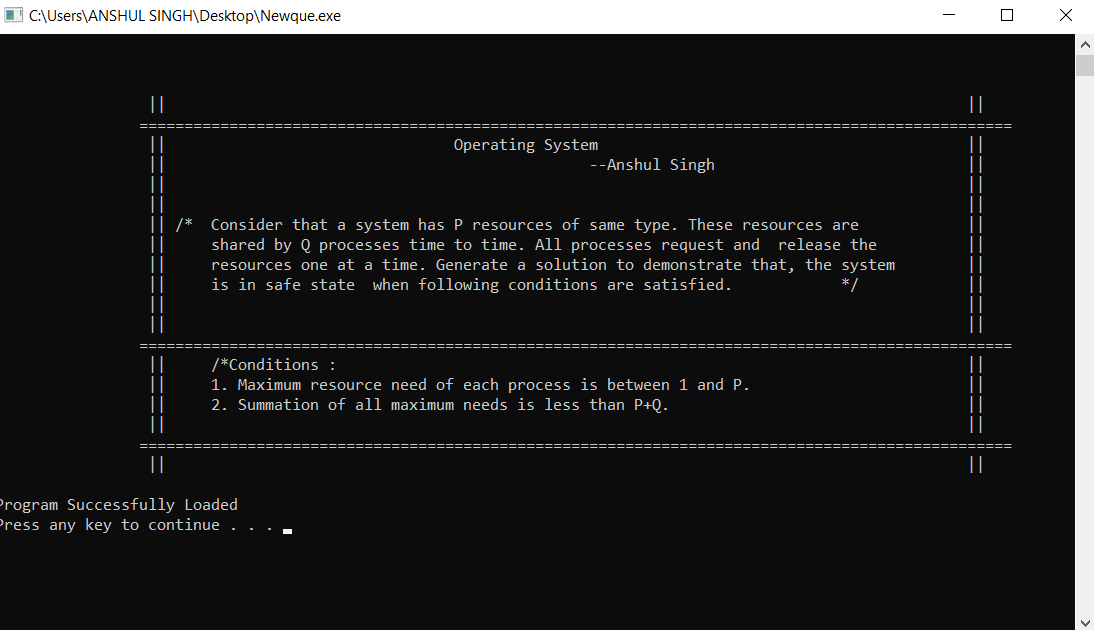 C:\Users\ANSHUL SINGH\Desktop\Newque.exe
|| ||
=================================================================================================
|| Operating System ||
|| --Anshul Singh ||
|| ||
|| ||
|| /* Consider that a system has P resources of same type. These resources are ||
|| shared by Q processes time to time. All processes request and  release the ||
|| resources one at a time. Generate a solution to demonstrate that, the system ||
|| is in safe state  when following conditions are satisfied. */ ||
|| ||
|| ||
=================================================================================================
|| /*Conditions : ||
|| 1. Maximum resource need of each process is between 1 and P. ||
|| 2. Summation of all maximum needs is less than P+Q. ||
|| ||
=================================================================================================
|| ||
Program Successfully Loaded
Press any key to continue . . .